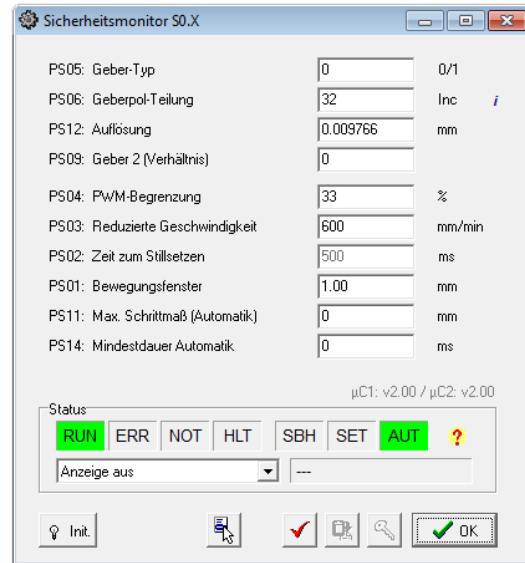 Sicherheitsmonitor S0.X
PS05: Geber-Typ 0 0/1
PS06: Geberpol-Teilung 32 Inc i
PS12: Auflösung 0.009766 mm
PS09: Geber 2 (Verhältnis) 0
PS04: PWM-Begrenzung 33 %
PS03: Reduzierte Geschwindigkeit 600 mm/min
PS02: Zeit zum Stillsetzen 500 ms
PS01: Bewegungsfenster 1.00 mm
PS11: Max. Schrittmaß (Automatik) 0 mm
PS14: Mindestdauer Automatik 0 ms
µC1: v2.00 / µC2: v2.00
Status
RUN ERR NOT HLT SBH SET AUT ?
Anzeige aus ---
Init. OK